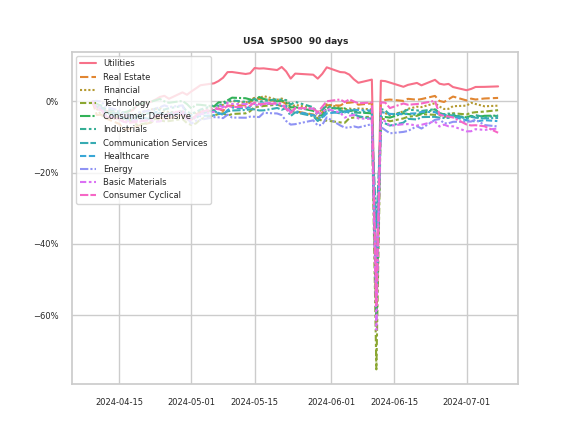 USA SP500 90 days
Utilities
Real Estate
Financial
Technology
Consumer Defensive
Industrials
Communication Services
Healthcare
Energy
Basic Materials
Consumer Cyclical
0%
−20%
−40%
−60%
2024-04-15 2024-05-01 2024-05-15 2024-06-01 2024-06-15 2024-07-01